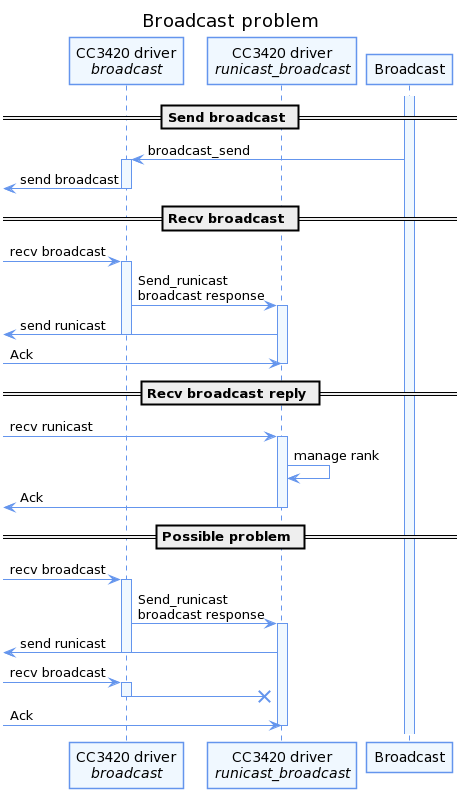 Broadcast problem
CC3420 driver
broadcast
CC3420 driver
runicast_broadcast
Broadcast
Send broadcast
broadcast_send
send broadcast
Recv broadcast
recv broadcast
Send_runicast
broadcast response
send runicast
Ack
Recv broadcast reply
recv runicast
manage rank
Ack
Possible problem
recv broadcast
Send_runicast
broadcast response
send runicast
recv broadcast
Ack
CC3420 driver
broadcast
CC3420 driver
runicast_broadcast
Broadcast